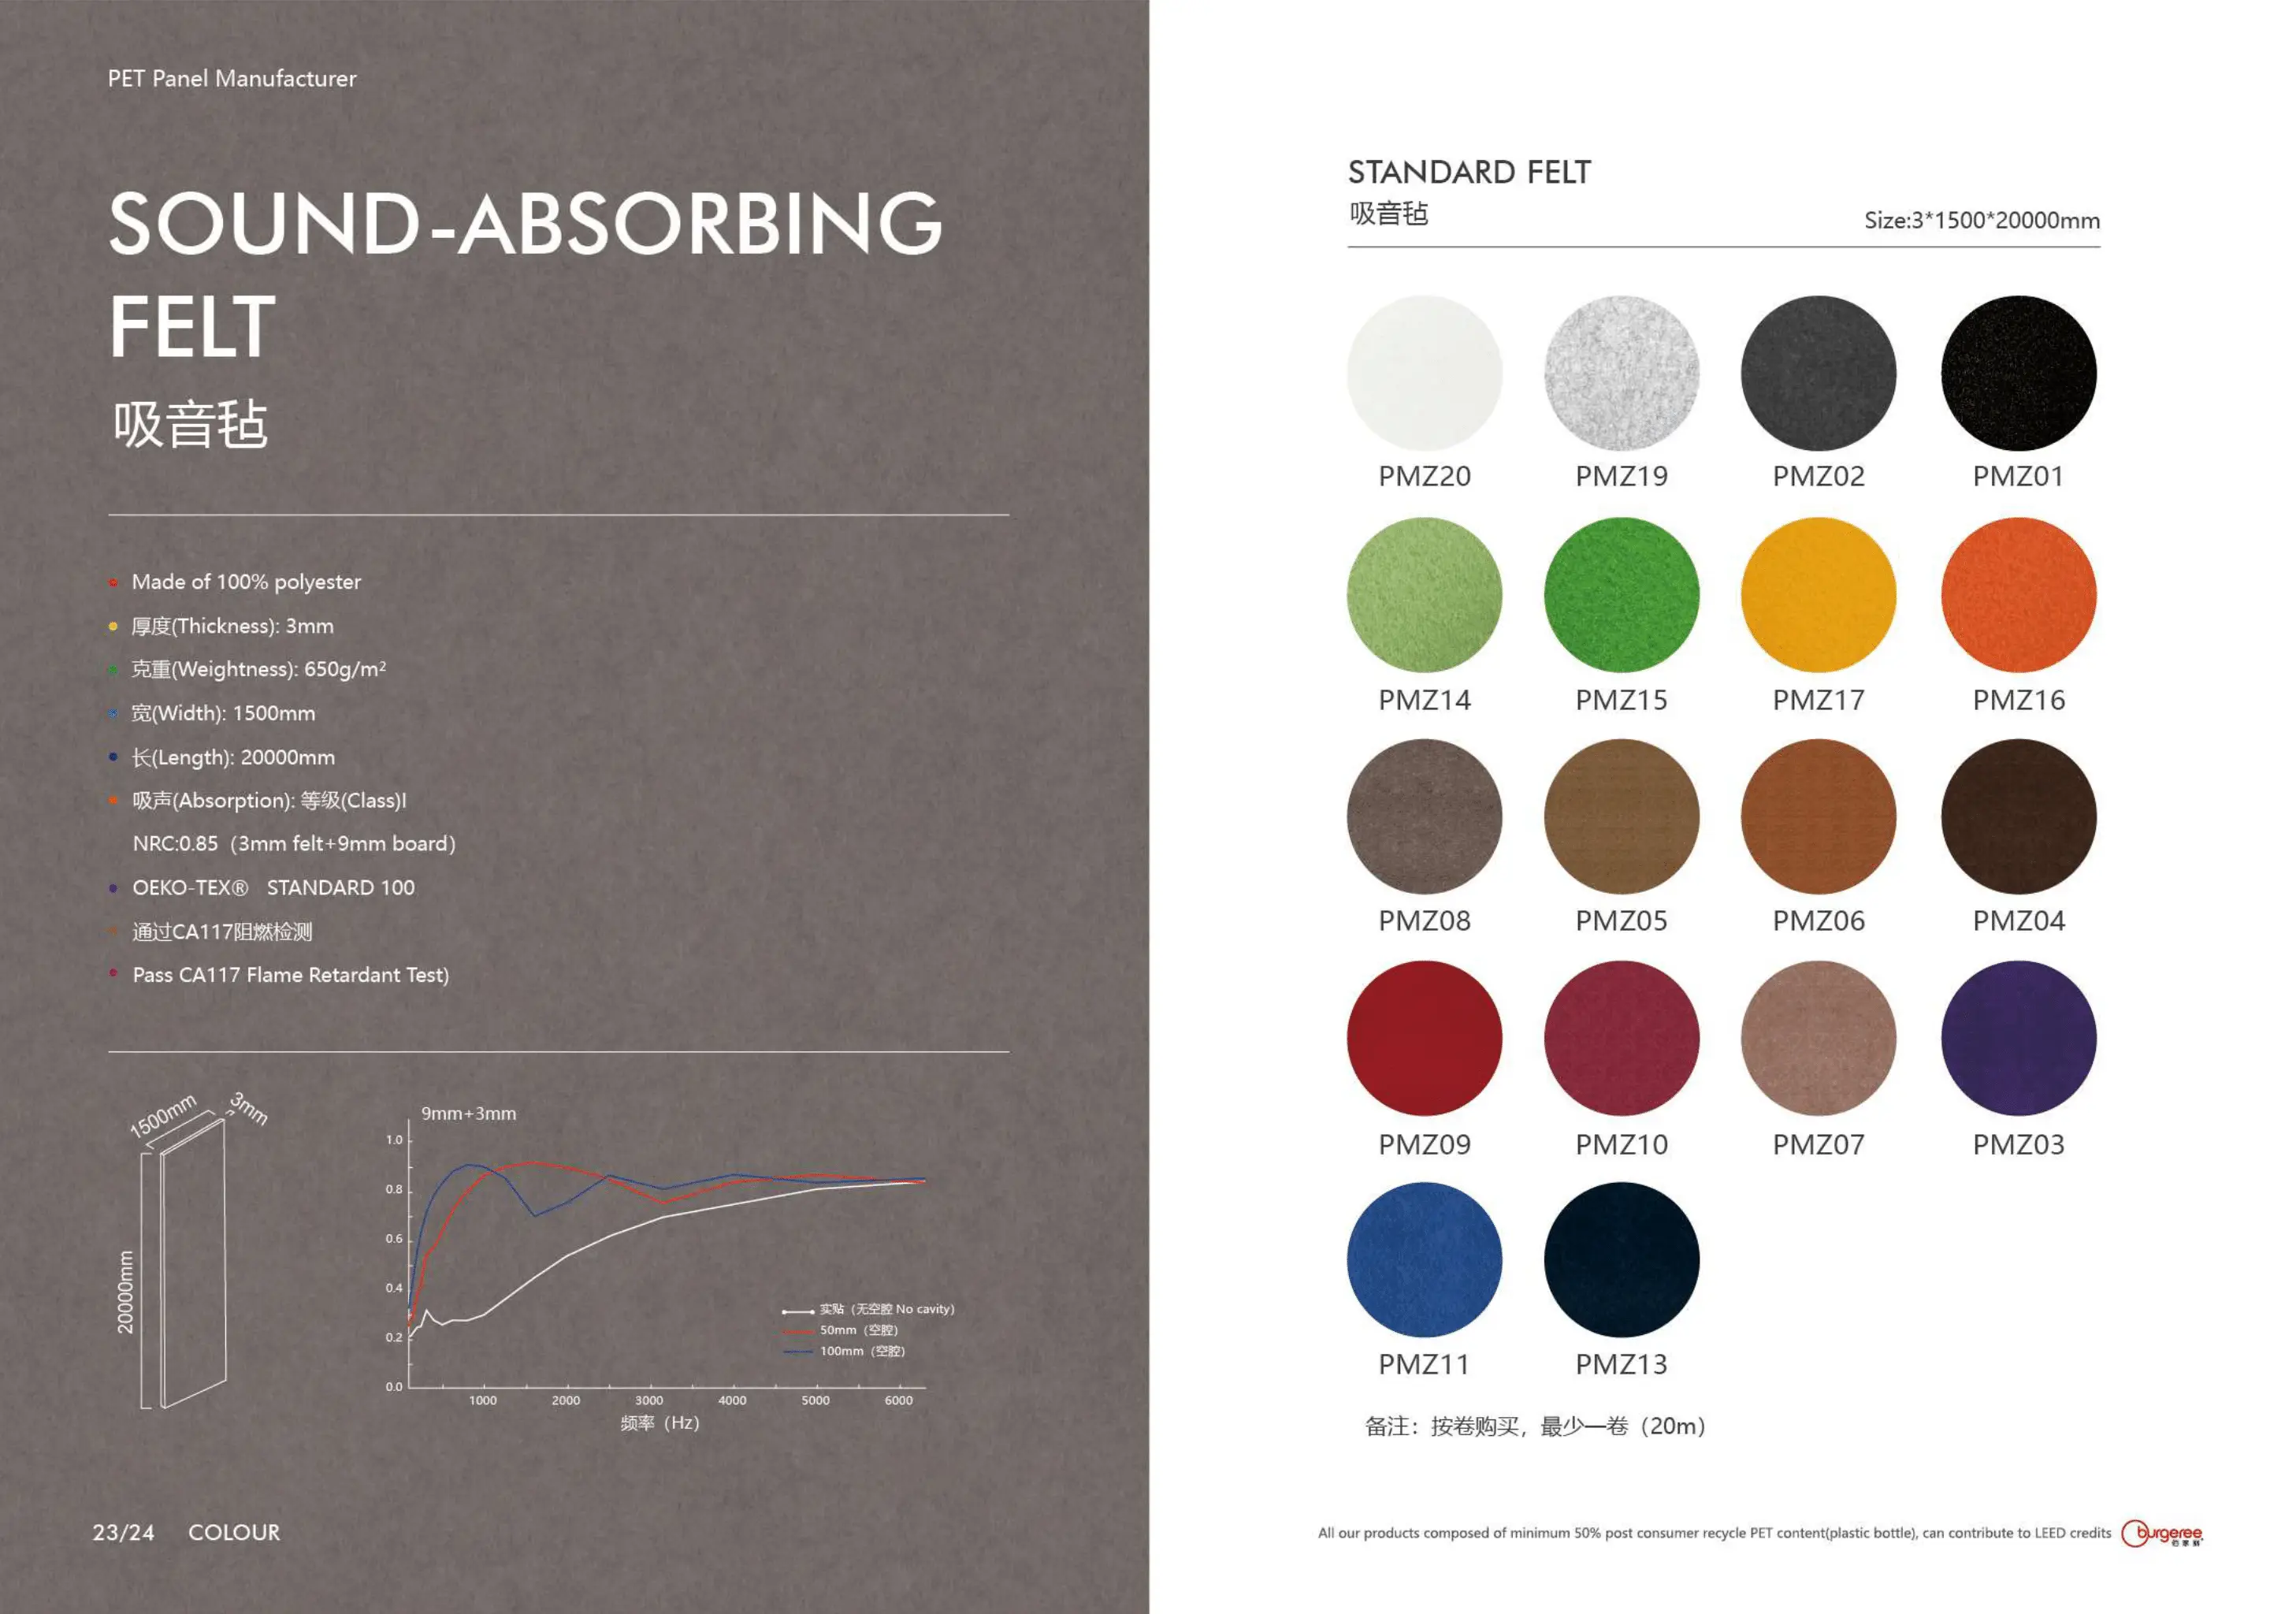 PET Panel Manufacturer
SOUND-ABSORBING
FELT
吸音毡
Made of 100% polyester
厚度(Thickness): 3mm
克重(Weightness): 650g/m²
宽(Width): 1500mm
长(Length): 20000mm
吸声(Absorption): 等级(Class)I
NRC:0.85（3mm felt+9mm board）
OEKO-TEX® STANDARD 100
通过CA117阻燃检测
Pass CA117 Flame Retardant Test)
1500mm
3mm
20000mm
9mm+3mm
1.0
0.8
0.6
0.4
0.2
0.0
1000 2000 3000 4000 5000 6000
频率（Hz）
实贴（无空腔 No cavity）
50mm（空腔）
100mm（空腔）
23/24 COLOUR
STANDARD FELT
吸音毡
Size:3*1500*20000mm
PMZ20 PMZ19 PMZ02 PMZ01
PMZ14 PMZ15 PMZ17 PMZ16
PMZ08 PMZ05 PMZ06 PMZ04
PMZ09 PMZ10 PMZ07 PMZ03
PMZ11 PMZ13
备注：按卷购买，最少一卷（20m）
All our products composed of minimum 50% post consumer recycle PET content(plastic bottle), can contribute to LEED credits
burgeree